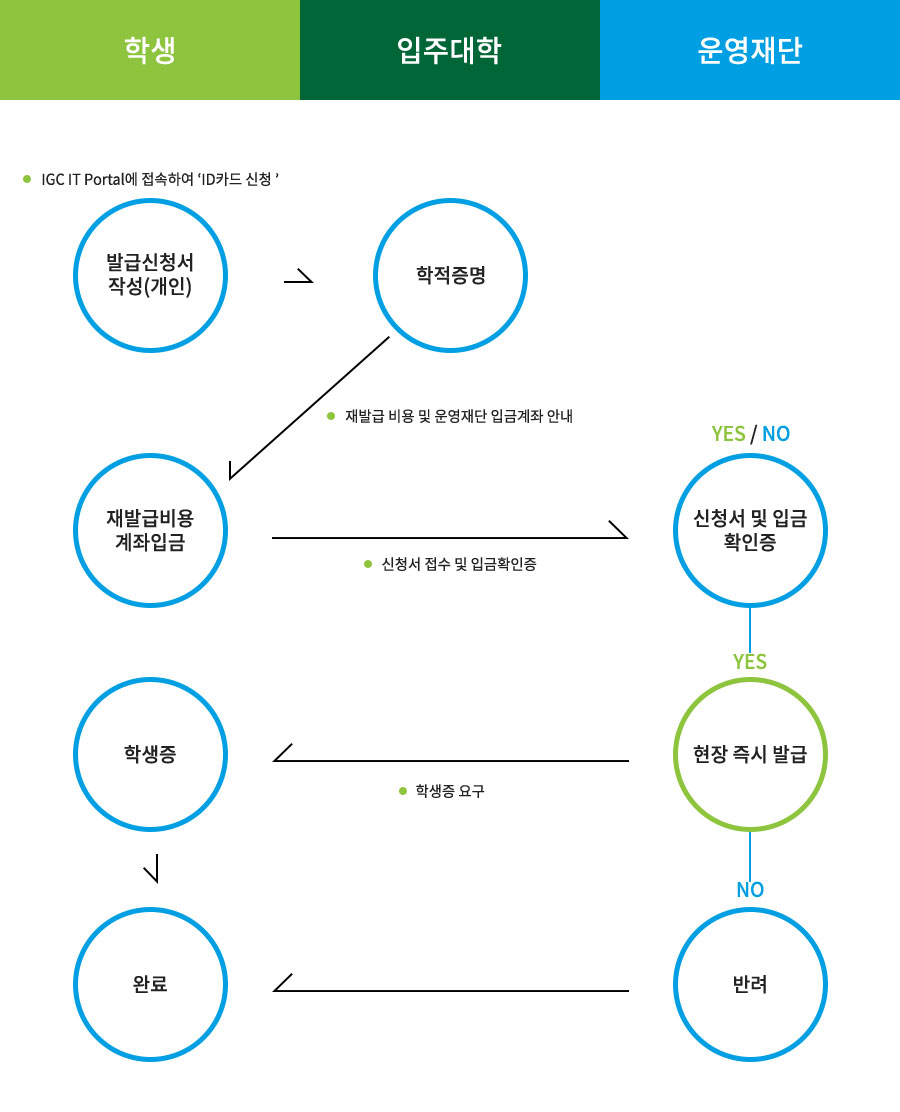 학생
입주대학
운영재단
IGC IT Portal에 접속하여 ‘ID카드 신청 ’
발급신청서
작성(개인)
학적증명
재발급 비용 및 운영재단 입금계좌 안내
YES / NO
재발급비용
계좌입금
신청서 및 입금
확인증
신청서 접수 및 입금확인증
YES
학생증
현장 즉시 발급
학생증 요구
NO
완료
반려